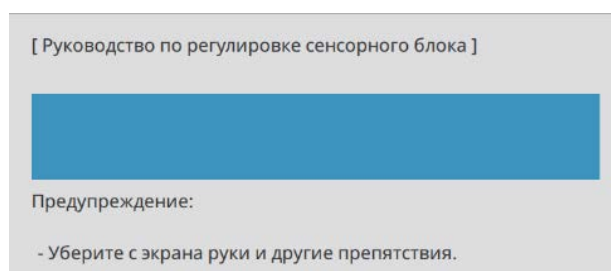 [ Руководство по регулировке сенсорного блока ]
Предупреждение:
- Уберите с экрана руки и другие препятствия.